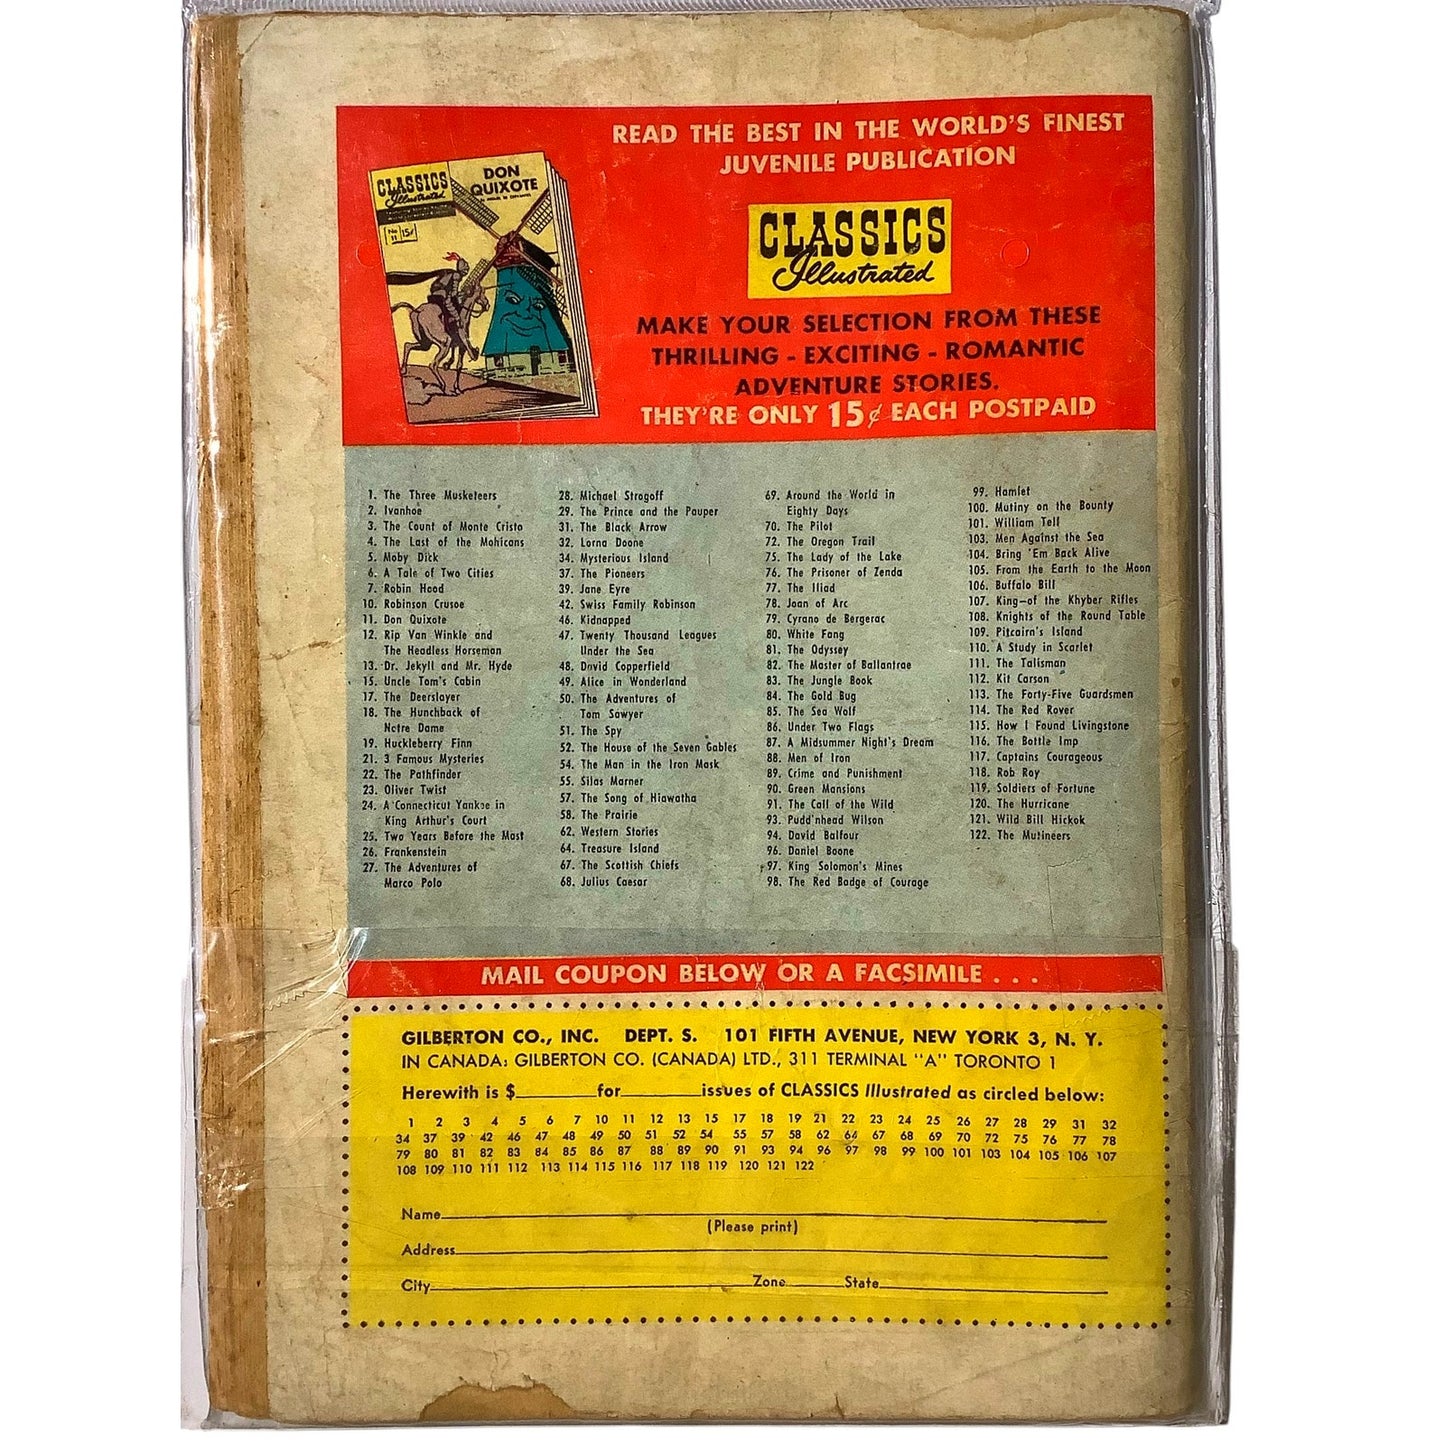 READ THE BEST IN THE WORLD'S FINEST
JUVENILE PUBLICATION
CLASSICS
Illustrated
DON
QUIXOTE
CLASSICS
Illustrated
No 11 15¢
MAKE YOUR SELECTION FROM THESE
THRILLING - EXCITING - ROMANTIC
ADVENTURE STORIES.
THEY'RE ONLY 15¢ EACH POSTPAID
1. The Three Musketeers
2. Ivanhoe
3. The Count of Monte Cristo
4. The Last of the Mohicans
5. Moby Dick
6. A Tale of Two Cities
7. Robin Hood
10. Robinson Crusoe
11. Don Quixote
12. Rip Van Winkle and
The Headless Horseman
13. Dr. Jekyll and Mr. Hyde
15. Uncle Tom's Cabin
17. The Deerslayer
18. The Hunchback of
Notre Dame
19. Huckleberry Finn
21. 3 Famous Mysteries
22. The Pathfinder
23. Oliver Twist
24. A Connecticut Yankee in
King Arthur's Court
25. Two Years Before the Mast
26. Frankenstein
27. The Adventures of
Marco Polo
28. Michael Strogoff
29. The Prince and the Pauper
31. The Black Arrow
32. Lorna Doone
34. Mysterious Island
37. The Pioneers
39. Jane Eyre
42. Swiss Family Robinson
46. Kidnapped
47. Twenty Thousand Leagues
Under the Sea
48. David Copperfield
49. Alice in Wonderland
50. The Adventures of
Tom Sawyer
51. The Spy
52. The House of the Seven Gables
54. The Man in the Iron Mask
55. Silas Marner
57. The Song of Hiawatha
58. The Prairie
62. Western Stories
64. Treasure Island
67. The Scottish Chiefs
68. Julius Caesar
69. Around the World in
Eighty Days
70. The Pilot
72. The Oregon Trail
75. The Lady of the Lake
76. The Prisoner of Zenda
77. The Iliad
78. Joan of Arc
79. Cyrano de Bergerac
80. White Fang
81. The Odyssey
82. The Master of Ballantrae
83. The Jungle Book
84. The Gold Bug
85. The Sea Wolf
86. Under Two Flags
87. A Midsummer Night's Dream
88. Men of Iron
89. Crime and Punishment
90. Green Mansions
91. The Call of the Wild
93. Pudd'nhead Wilson
94. David Balfour
96. Daniel Boone
97. King Solomon's Mines
98. The Red Badge of Courage
99. Hamlet
100. Mutiny on the Bounty
101. William Tell
103. Men Against the Sea
104. Bring 'Em Back Alive
105. From the Earth to the Moon
106. Buffalo Bill
107. King—of the Khyber Rifles
108. Knights of the Round Table
109. Pitcairn's Island
110. A Study in Scarlet
111. The Talisman
112. Kit Carson
113. The Forty-Five Guardsmen
114. The Red Rover
115. How I Found Livingstone
116. The Bottle Imp
117. Captains Courageous
118. Rob Roy
119. Soldiers of Fortune
120. The Hurricane
121. Wild Bill Hickok
122. The Mutineers
MAIL COUPON BELOW OR A FACSIMILE . . .
GILBERTON CO., INC. DEPT. S. 101 FIFTH AVENUE, NEW YORK 3, N. Y.
IN CANADA: GILBERTON CO. (CANADA) LTD., 311 TERMINAL "A" TORONTO 1
Herewith is $________for________issues of CLASSICS Illustrated as circled below:
1 2 3 4 5 6 7 10 11 12 13 15 17 18 19 21 22 23 24 25 26 27 28 29 31 32
34 37 39 42 46 47 48 49 50 51 52 54 55 57 58 62 64 67 68 69 70 72 75 76 77 78
79 80 81 82 83 84 85 86 87 88 89 90 91 93 94 96 97 98 99 100 101 103 104 105 106 107
108 109 110 111 112 113 114 115 116 117 118 119 120 121 122
Name
(Please print)
Address
City Zone State